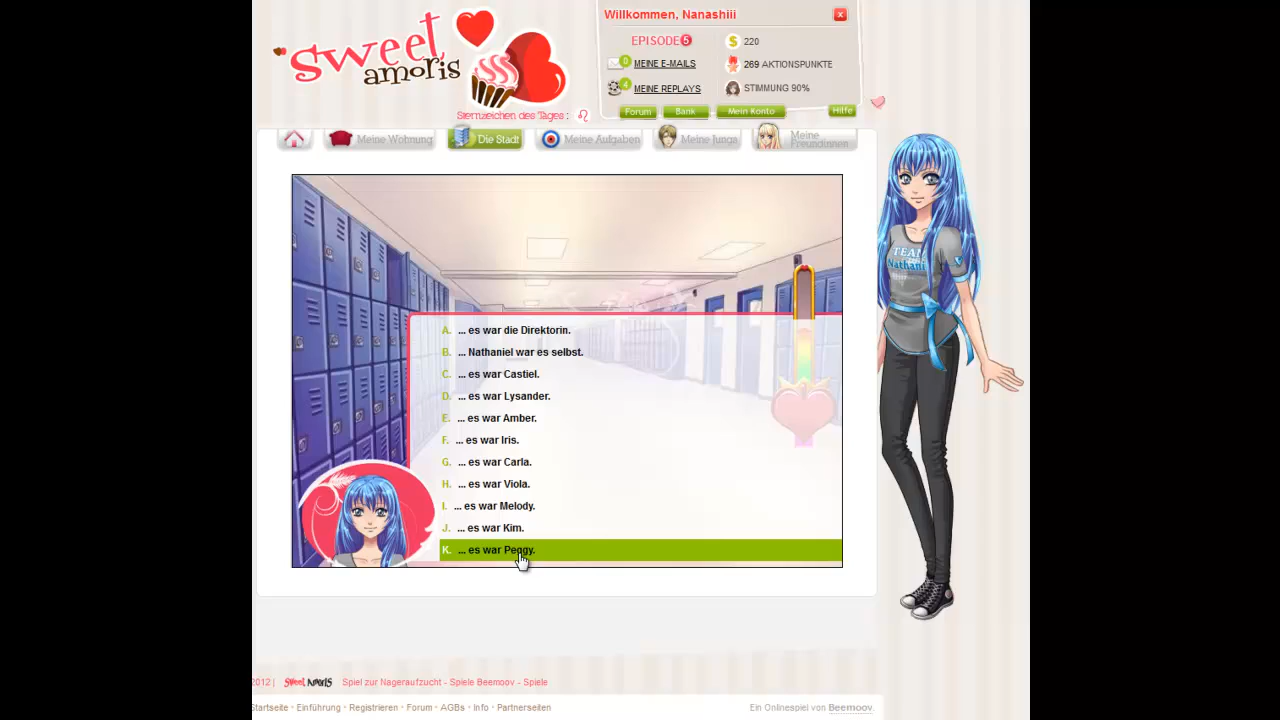 sweet amoris
Sternzeichen des Tages :
Willkommen, Nanashiii
x
EPISODE 5
$ 220
0 MEINE E-MAILS
269 AKTIONSPUNKTE
4 MEINE REPLAYS
STIMMUNG 90%
Forum
Bank
Mein Konto
Hilfe
Meine Wohnung
Die Stadt
Meine Aufgaben
Meine Jungs
Meine Freundinnen
TEAM
Nathaniel
A. ... es war die Direktorin.
B. ... Nathaniel war es selbst.
C. ... es war Castiel.
D. ... es war Lysander.
E. ... es war Amber.
F. ... es war Iris.
G. ... es war Carla.
H. ... es war Viola.
I. ... es war Melody.
J. ... es war Kim.
K. ... es war Peggy.
2012 | Sweet Amoris Spiel zur Nageraufzucht - Spiele Beemoov - Spiele
Startseite · Einführung · Registrieren · Forum · AGBs · Info · Partnerseiten
Ein Onlinespiel von Beemoov.